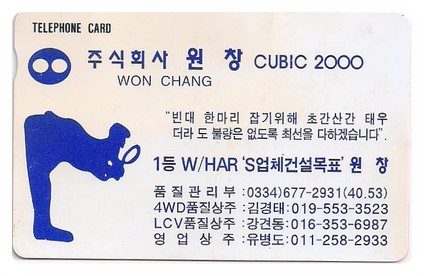 TELEPHONE CARD
주식회사 원 창 CUBIC 2000
WON CHANG
"빈대 한마리 잡기위해 초간산간 태우
더라 도 불량은 없도록 최선을 다하겠습니다".
1등 W/HAR 'S업체건설목표' 원 창
품질관리부 : 0334)677-2931(40.53)
4WD품질상주 : 김경태: 019-553-3523
LCV품질상주 : 강견동: 016-353-6987
영 업 상 주 : 유병도: 011-258-2933